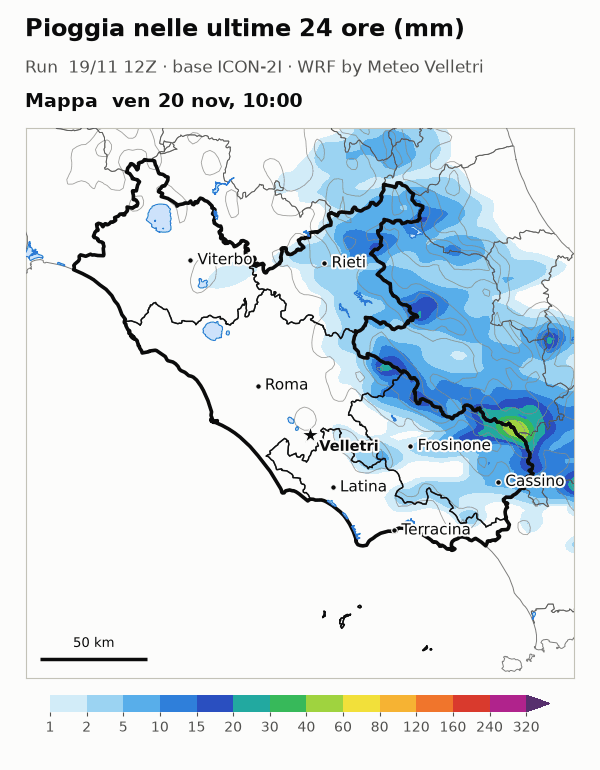 Pioggia nelle ultime 24 ore (mm)
Run  19/11 12Z · base ICON-2I · WRF by Meteo Velletri
Mappa  ven 20 nov, 10:00
Viterbo
Rieti
Roma
Velletri
Frosinone
Latina
Cassino
Terracina
50 km
1 2 5 10 15 20 30 40 60 80 120 160 240 320